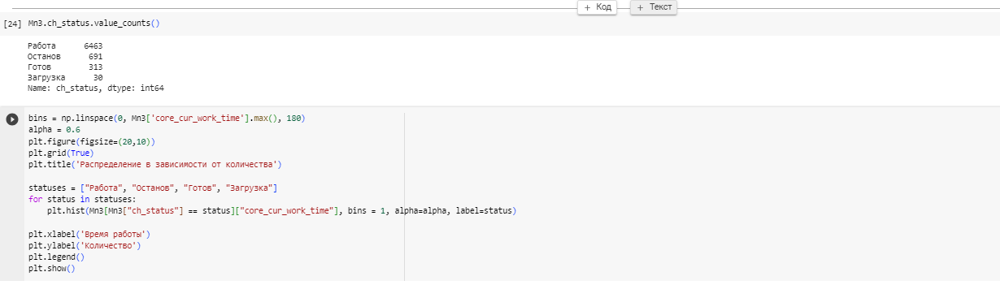 + Код + Текст
[24] Mn3.ch_status.value_counts()
Работа 6463
Останов 691
Готов 313
Загрузка 30
Name: ch_status, dtype: int64
bins = np.linspace(0, Mn3['core_cur_work_time'].max(), 180)
alpha = 0.6
plt.figure(figsize=(20,10))
plt.grid(True)
plt.title('Распределение в зависимости от количества')
statuses = ["Работа", "Останов", "Готов", "Загрузка"]
for status in statuses:
    plt.hist(Mn3[Mn3["ch_status"] == status]["core_cur_work_time"], bins = 1, alpha=alpha, label=status)
plt.xlabel('Время работы')
plt.ylabel('Количество')
plt.legend()
plt.show()